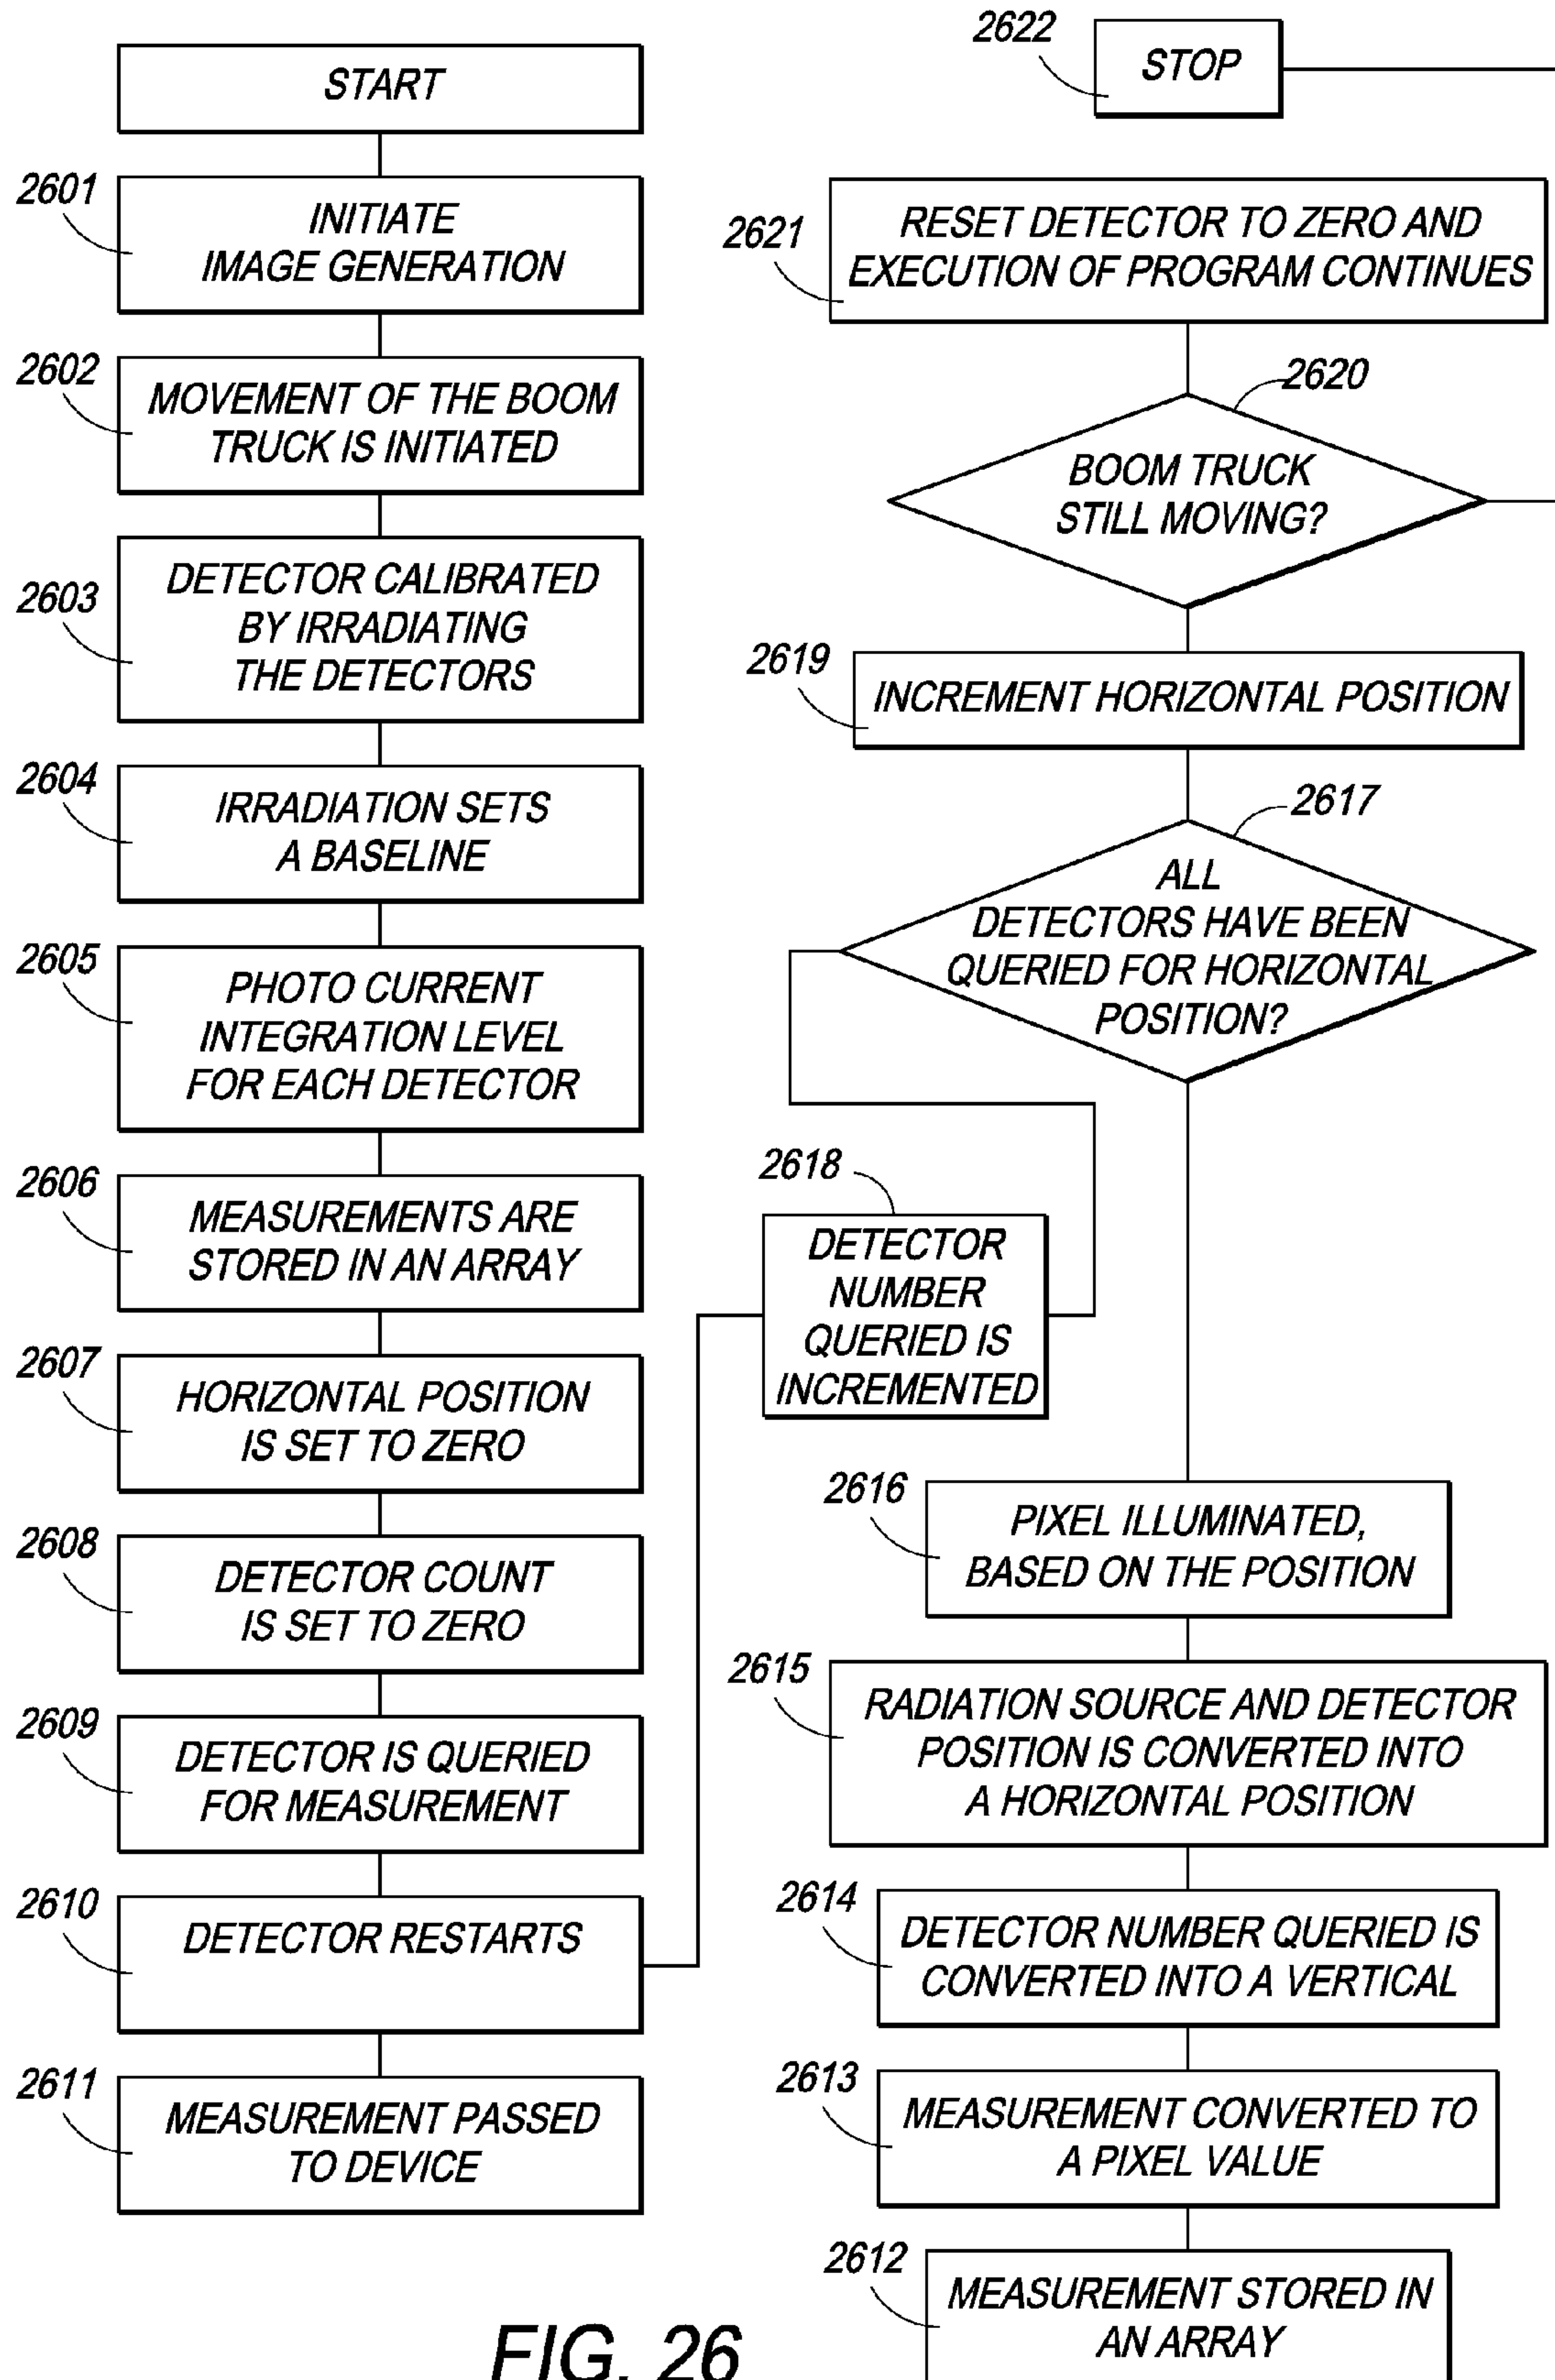 START
2601
INITIATE
IMAGE GENERATION
2602
MOVEMENT OF THE BOOM
TRUCK IS INITIATED
2603
DETECTOR CALIBRATED
BY IRRADIATING
THE DETECTORS
2604
IRRADIATION SETS
A BASELINE
2605
PHOTO CURRENT
INTEGRATION LEVEL
FOR EACH DETECTOR
2606
MEASUREMENTS ARE
STORED IN AN ARRAY
2607
HORIZONTAL POSITION
IS SET TO ZERO
2608
DETECTOR COUNT
IS SET TO ZERO
2609
DETECTOR IS QUERIED
FOR MEASUREMENT
2610
DETECTOR RESTARTS
2611
MEASUREMENT PASSED
TO DEVICE
2622
STOP
2621
RESET DETECTOR TO ZERO AND
EXECUTION OF PROGRAM CONTINUES
2620
BOOM TRUCK
STILL MOVING?
2619
INCREMENT HORIZONTAL POSITION
2617
ALL
DETECTORS HAVE BEEN
QUERIED FOR HORIZONTAL
POSITION?
2618
DETECTOR
NUMBER
QUERIED IS
INCREMENTED
2616
PIXEL ILLUMINATED,
BASED ON THE POSITION
2615
RADIATION SOURCE AND DETECTOR
POSITION IS CONVERTED INTO
A HORIZONTAL POSITION
2614
DETECTOR NUMBER QUERIED IS
CONVERTED INTO A VERTICAL
2613
MEASUREMENT CONVERTED TO
A PIXEL VALUE
2612
MEASUREMENT STORED IN
AN ARRAY
FIG. 26